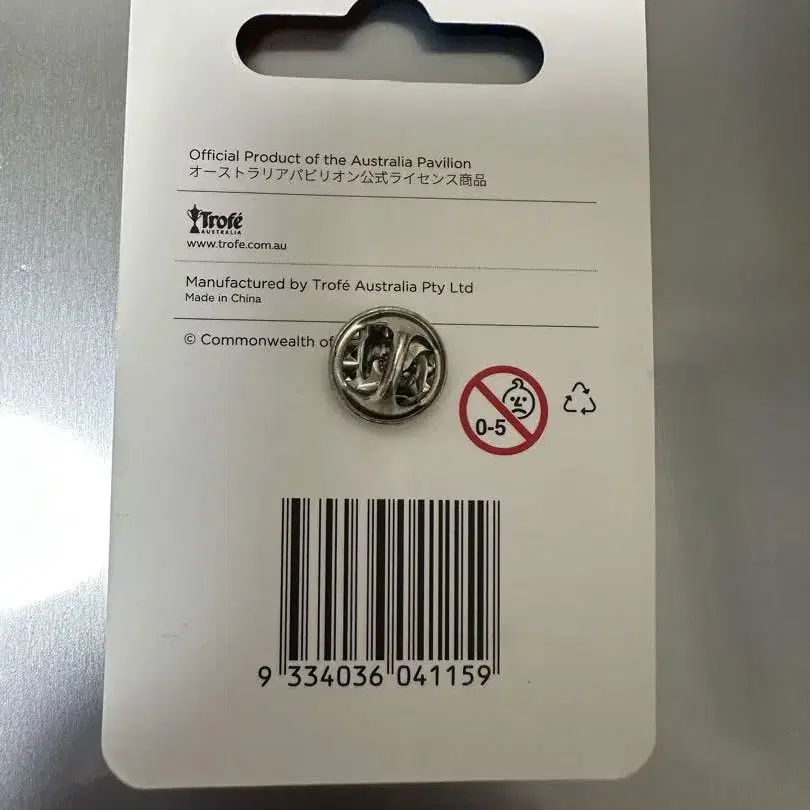 Official Product of the Australia Pavilion
オーストラリアパビリオン公式ライセンス商品
Trofé
AUSTRALIA
www.trofe.com.au
Manufactured by Trofé Australia Pty Ltd
Made in China
© Commonwealth of
0-5
9 334036 041159